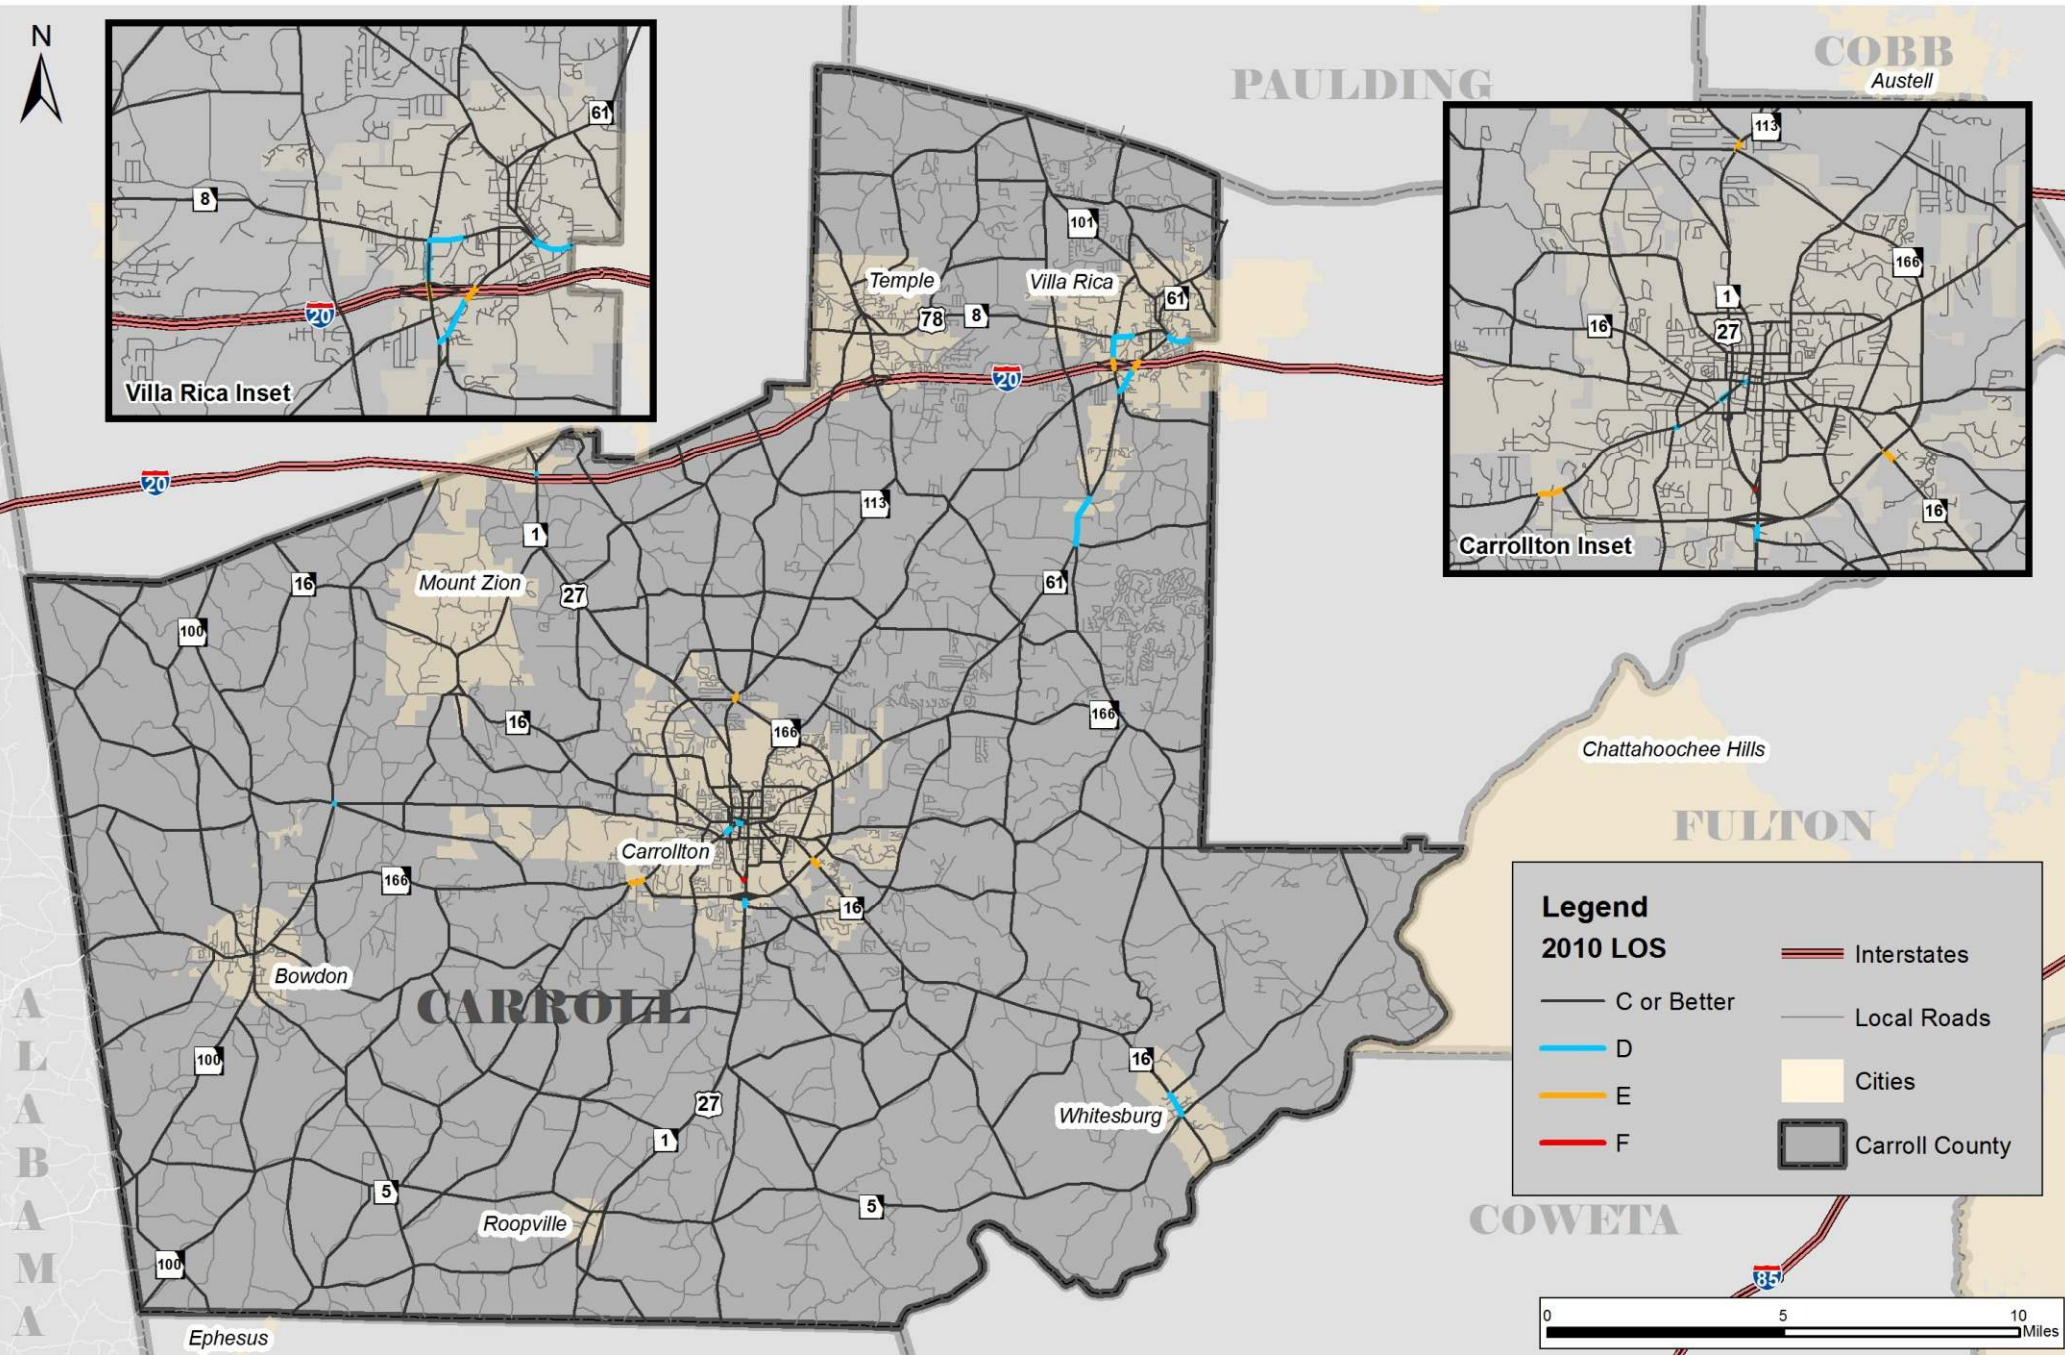 N
61
8
20
Villa Rica Inset
PAULDING
COBB
Austell
113
166
1
16
27
16
Carrollton Inset
101
Temple
Villa Rica
61
78
8
20
20
113
1
16
Mount Zion
27
61
100
16
166
166
Chattahoochee Hills
FULTON
Carrollton
166
16
Bowdon
CARROLL
100
16
27
Whitesburg
1
5
5
Roopville
100
Ephesus
ALABAMA
COWETA
85
Legend
2010 LOS
C or Better
D
E
F
Interstates
Local Roads
Cities
Carroll County
0
5
10
Miles